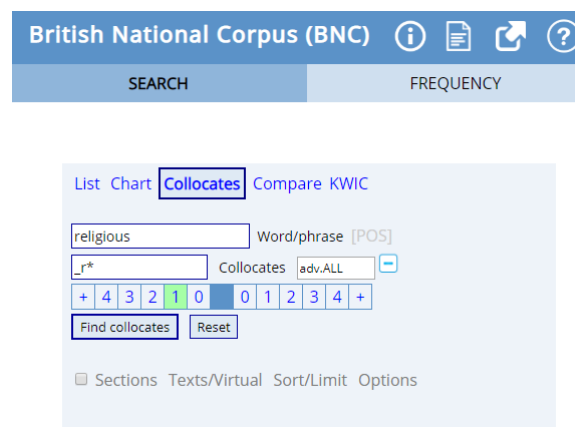 British National Corpus (BNC) i ?
SEARCH FREQUENCY
List Chart Collocates Compare KWIC
religious Word/phrase [POS]
_r* Collocates adv.ALL −
+ 4 3 2 1 0 0 1 2 3 4 +
Find collocates Reset
Sections Texts/Virtual Sort/Limit Options